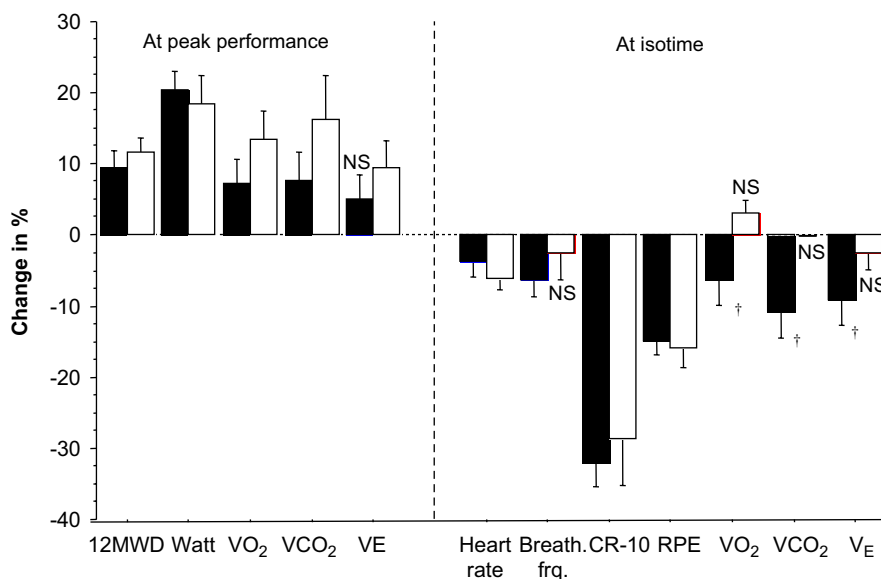 30
20
10
0
-10
-20
-30
-40
Change in %
At peak performance
At isotime
NS
NS
NS
NS
NS
†
†
†
12MWD Watt VO₂ VCO₂ VE
Heart rate
Breath. frq.
CR-10 RPE VO₂ VCO₂ V_E